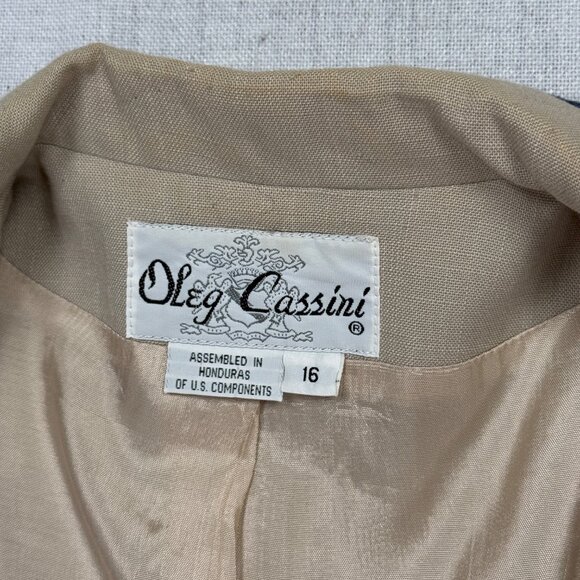 Oleg Cassini
®
ASSEMBLED IN
HONDURAS
OF U.S. COMPONENTS
16